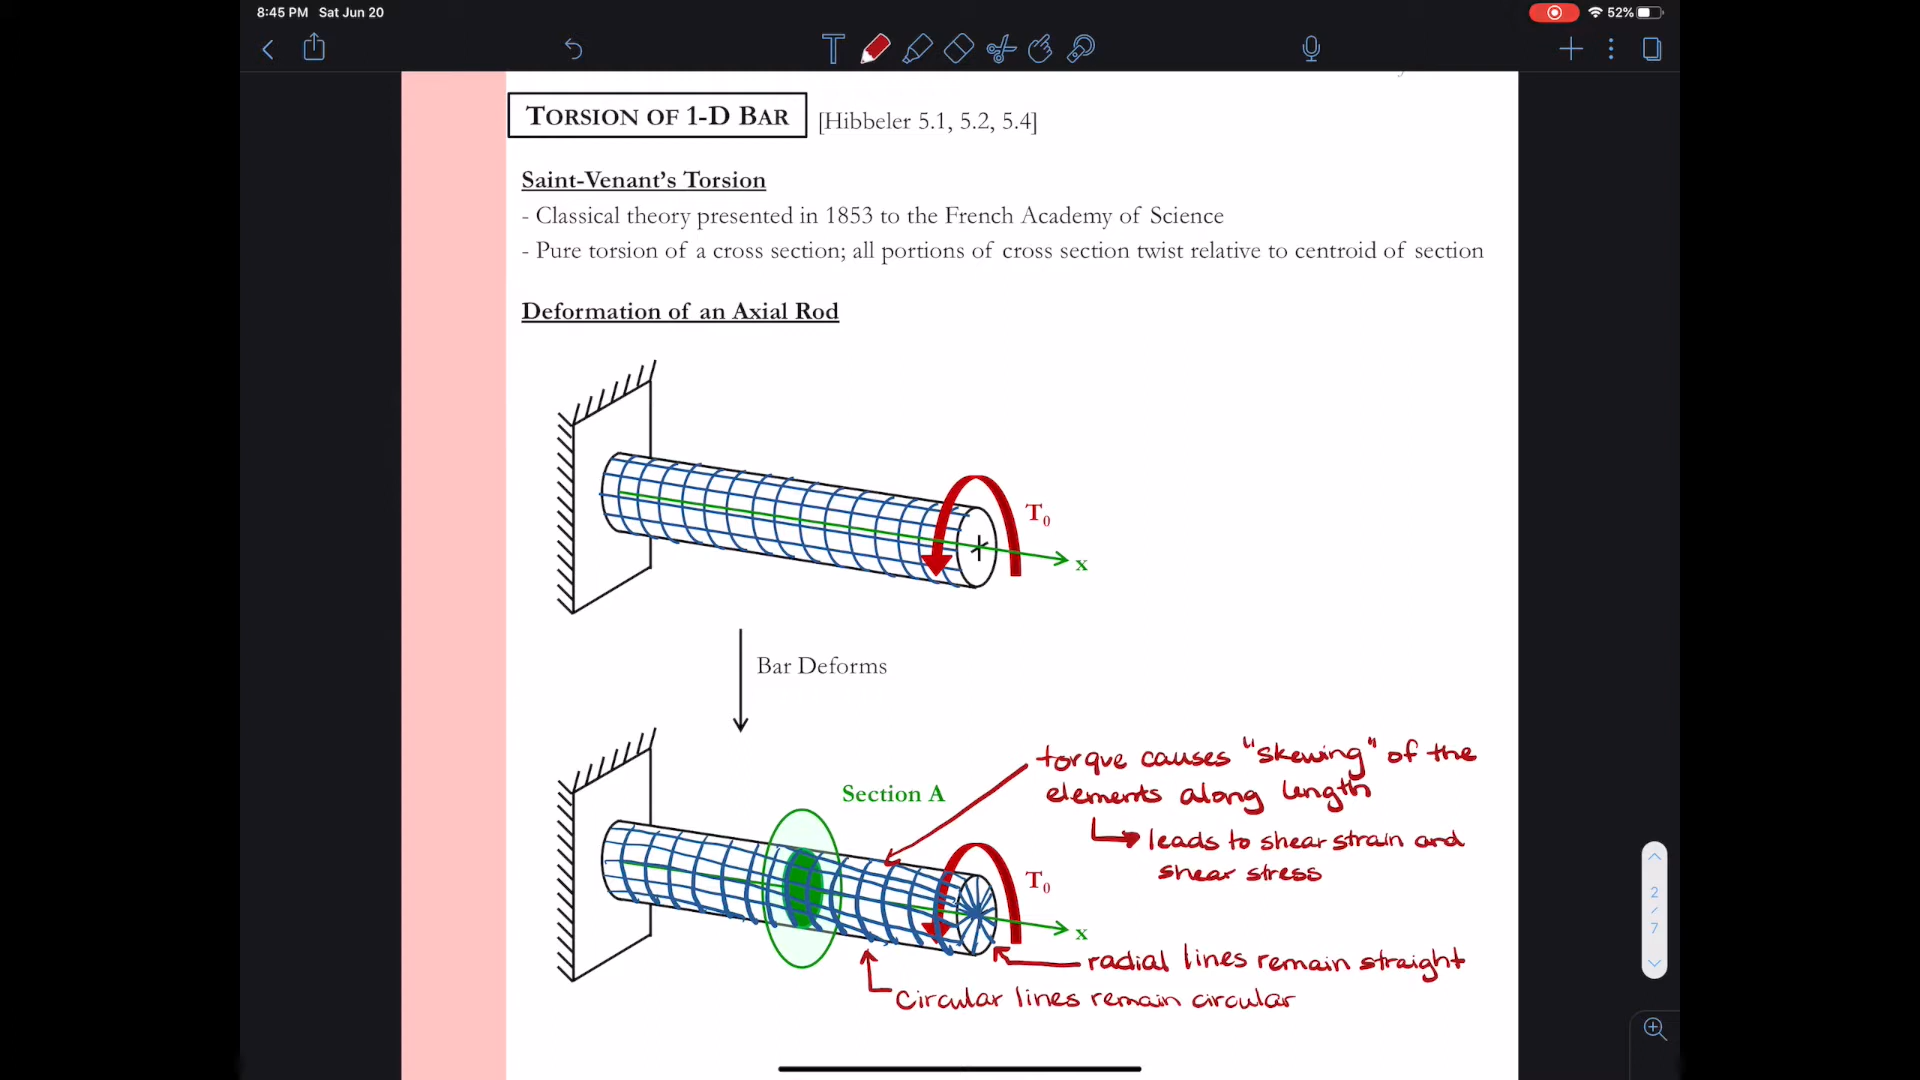 8:45 PM Sat Jun 20
52%
TORSION OF 1-D BAR [Hibbeler 5.1, 5.2, 5.4]
Saint-Venant's Torsion
- Classical theory presented in 1853 to the French Academy of Science
- Pure torsion of a cross section; all portions of cross section twist relative to centroid of section
Deformation of an Axial Rod
T₀
x
Bar Deforms
torque causes "skewing" of the
elements along length
Section A
leads to shear strain and
shear stress
T₀
x
radial lines remain straight
Circular lines remain circular
2
/
7